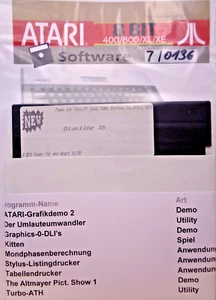 ATARI
400/800/XL/XE
Software 7/0136
NEW
Diskline 33
Programm-Name Art
ATARI-Grafikdemo 2 Demo
Der Umlauteumwandler Utility
Graphics-0-DLI's Demo
Kitten Spiel
Mondphasenberechnung Anwendung
Stylus-Listingdrucker Anwendung
Tabellendrucker Anwendung
The Altmayer Pict. Show 1 Demo
Turbo-ATH Utility